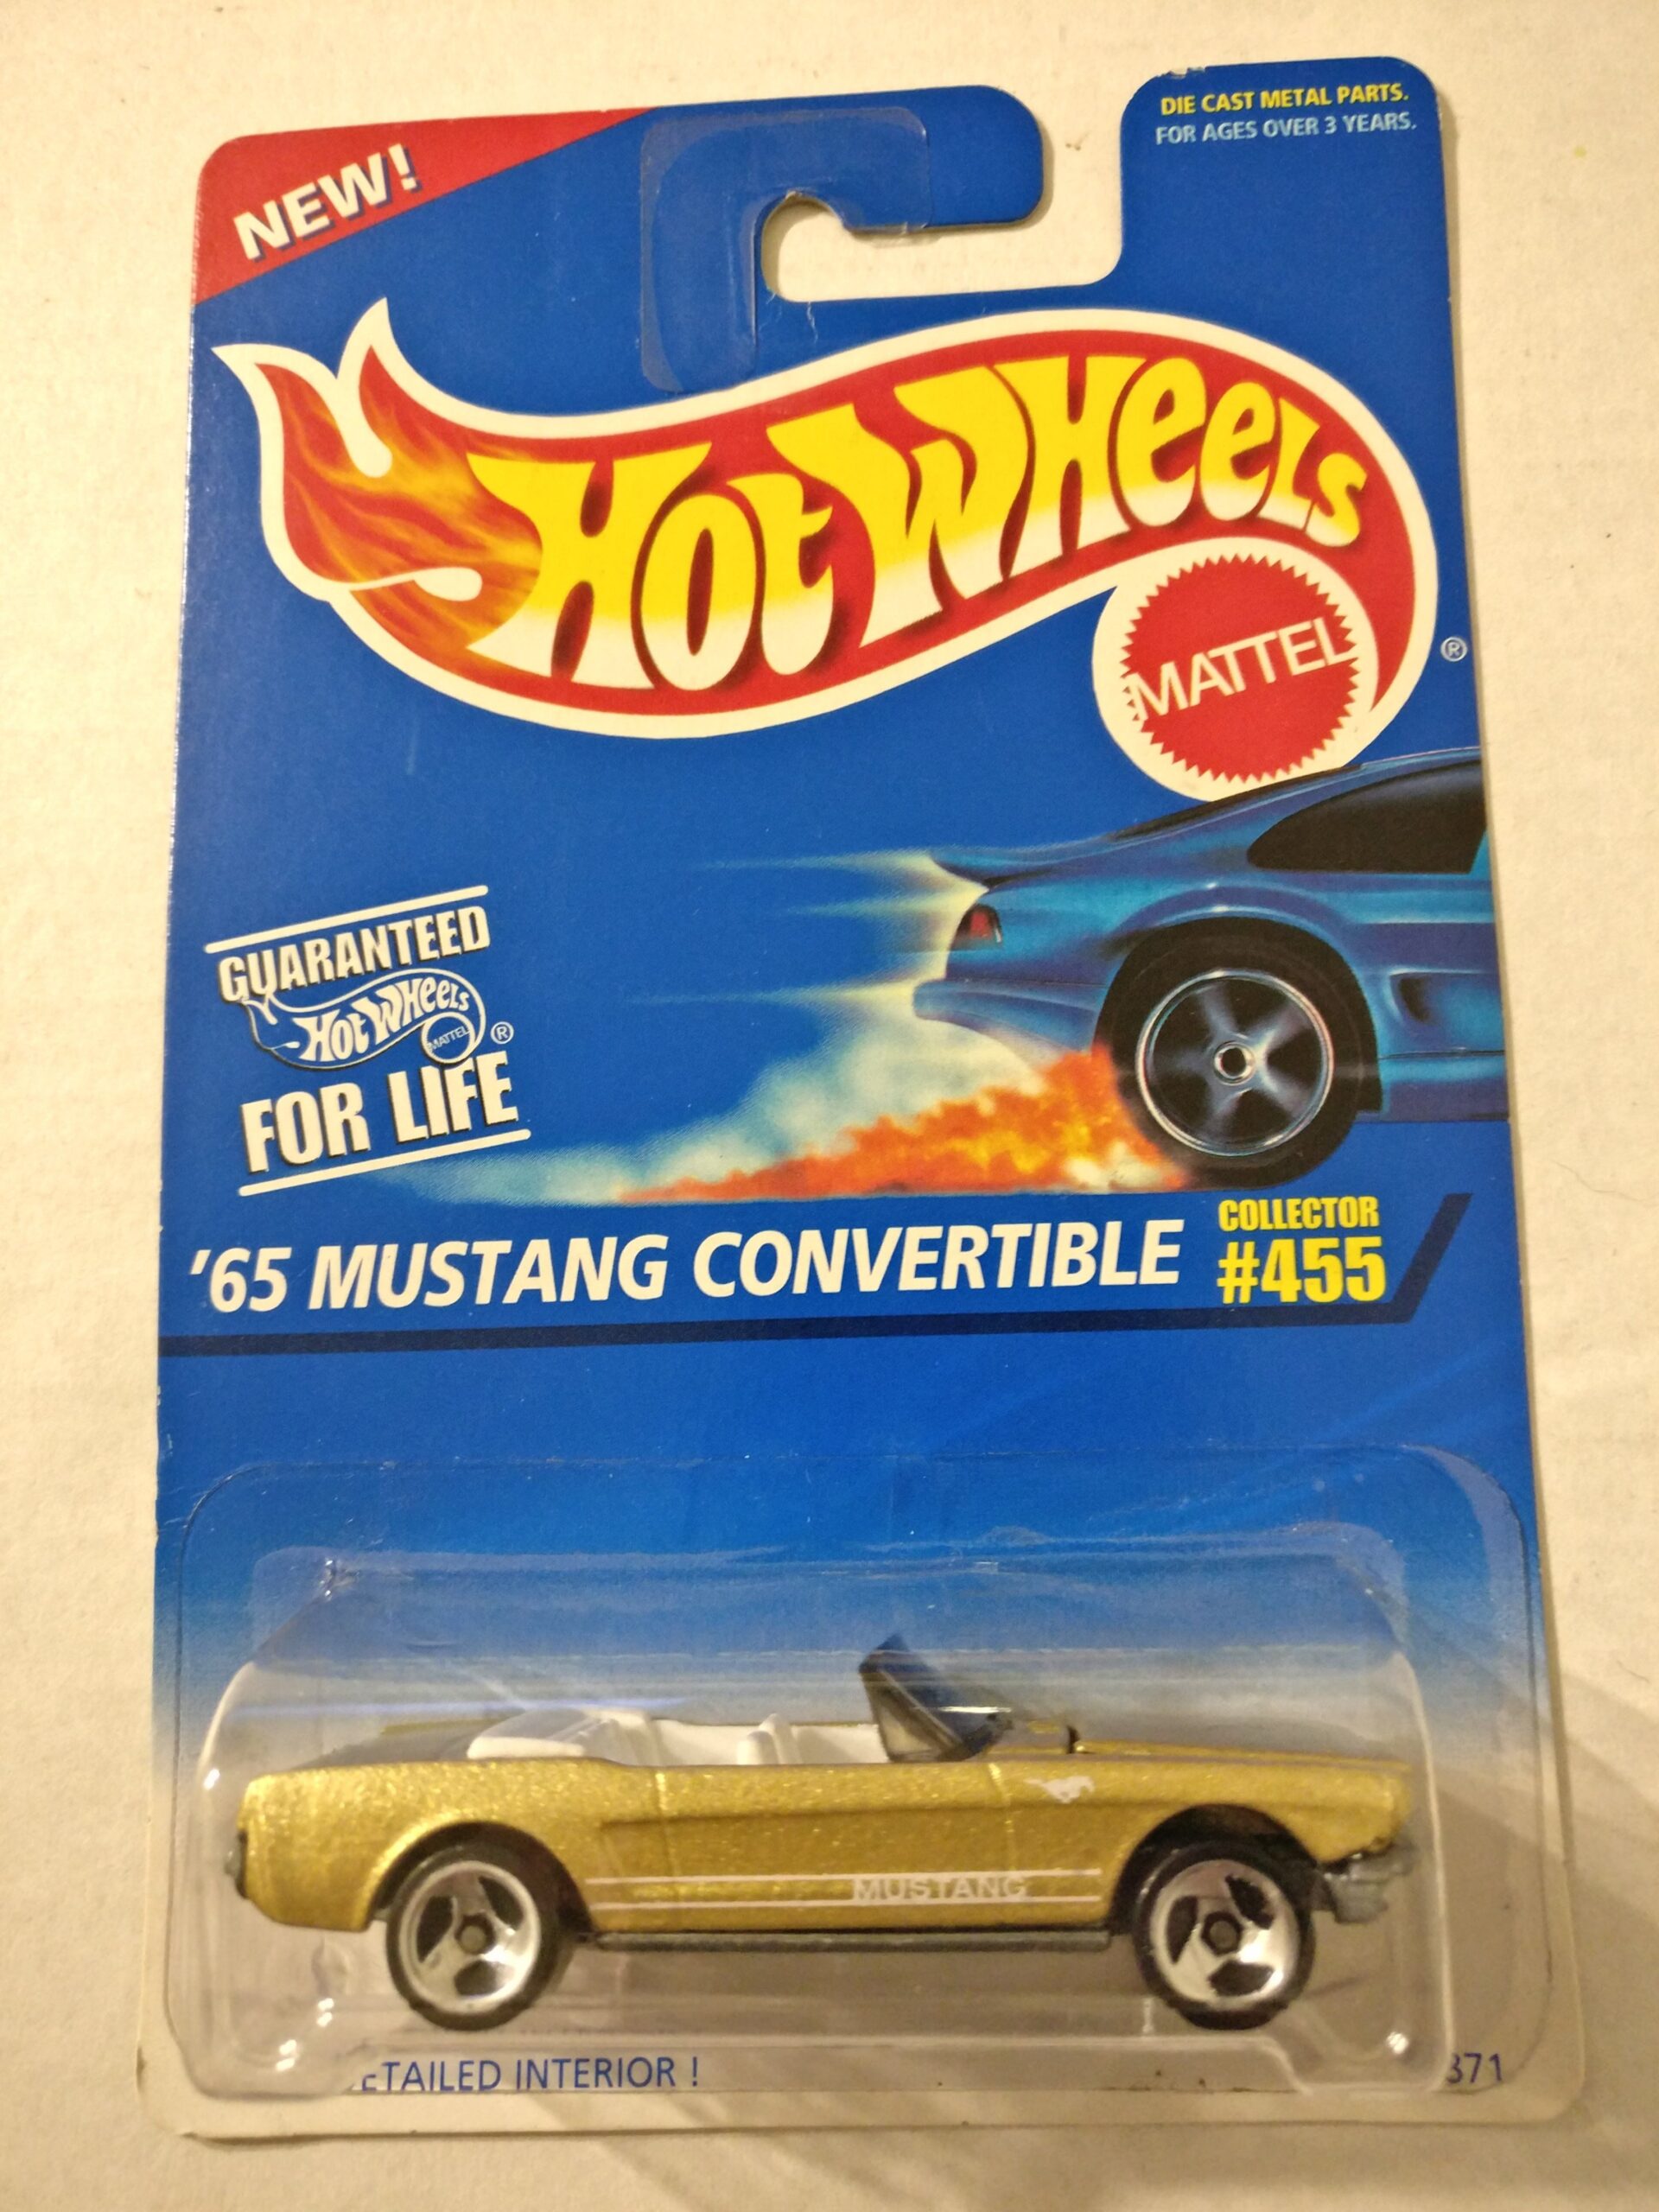 NEW!
DIE CAST METAL PARTS.
FOR AGES OVER 3 YEARS.
HOT WHEELS
MATTEL
®
GUARANTEED
HOT WHEELS
MATTEL
®
FOR LIFE
'65 MUSTANG CONVERTIBLE
COLLECTOR
#455
MUSTANG
ETAILED INTERIOR !
371